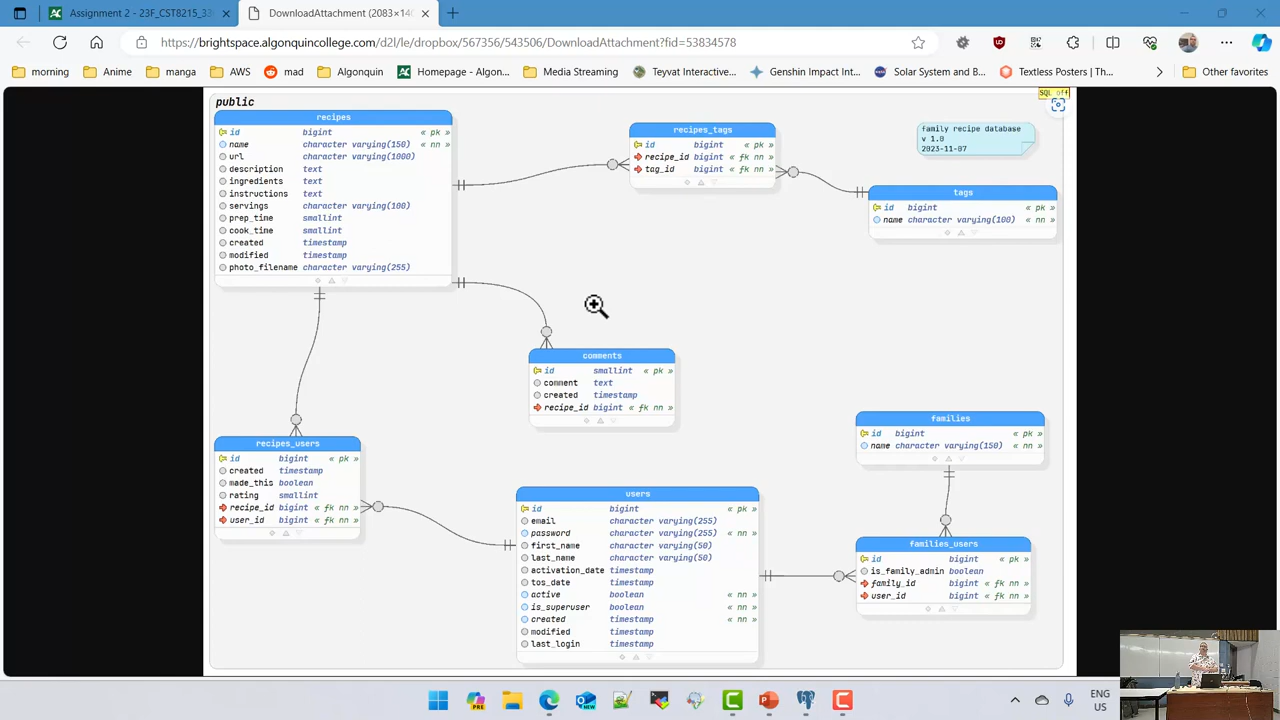 Assignment 2 - 23F_CST8215_33
DownloadAttachment (2083×140
https://brightspace.algonquincollege.com/d2l/le/dropbox/567356/543506/DownloadAttachment?fid=53834578
morning
Anime
manga
AWS
mad
Algonquin
Homepage - Algon...
Media Streaming
Teyvat Interactive...
Genshin Impact Int...
Solar System and B...
Textless Posters | Th...
Other favorites
public
SQL off
recipes
id bigint « pk »
name character varying(150) « nn »
url character varying(1000)
description text
ingredients text
instructions text
servings character varying(100)
prep_time smallint
cook_time smallint
created timestamp
modified timestamp
photo_filename character varying(255)
recipes_tags
id bigint « pk »
recipe_id bigint « fk nn »
tag_id bigint « fk nn »
family recipe database
v 1.0
2023-11-07
tags
id bigint « pk »
name character varying(100) « nn »
comments
id smallint « pk »
comment text
created timestamp
recipe_id bigint « fk nn »
families
id bigint « pk »
name character varying(150) « nn »
recipes_users
id bigint « pk »
created timestamp
made_this boolean
rating smallint
recipe_id bigint « fk nn »
user_id bigint « fk nn »
users
id bigint « pk »
email character varying(255)
password character varying(255) « nn »
first_name character varying(50)
last_name character varying(50)
activation_date timestamp
tos_date timestamp
active boolean « nn »
is_superuser boolean « nn »
created timestamp « nn »
modified timestamp
last_login timestamp
families_users
id bigint « pk »
is_family_admin boolean
family_id bigint « fk nn »
user_id bigint « fk nn »
ENG
US